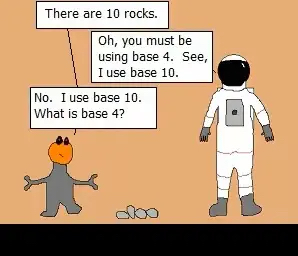 There are 10 rocks.
Oh, you must be
using base 4.  See,
I use base 10.
No.  I use base 10.
What is base 4?